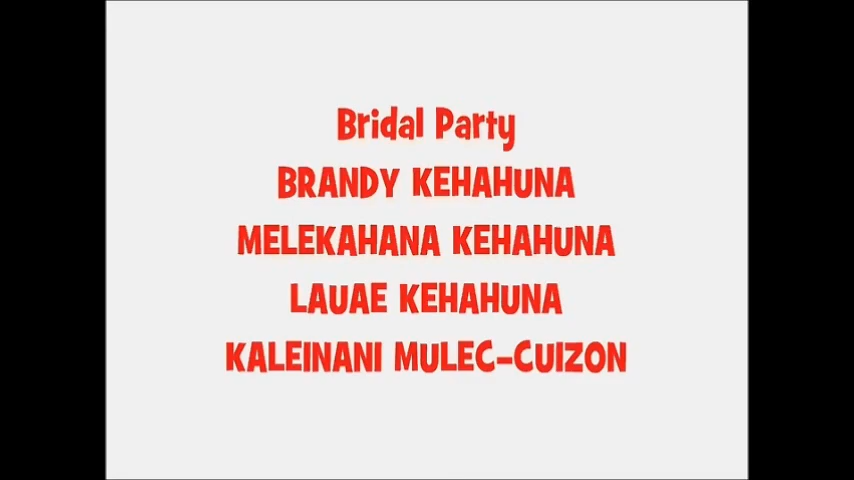 Bridal Party
BRANDY KEHAHUNA
MELEKAHANA KEHAHUNA
LAUAE KEHAHUNA
KALEINANI MULEC-CUIZON